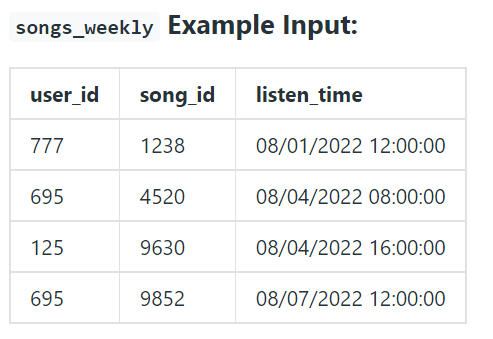 songs_weekly Example Input:
user_id song_id listen_time
777 1238 08/01/2022 12:00:00
695 4520 08/04/2022 08:00:00
125 9630 08/04/2022 16:00:00
695 9852 08/07/2022 12:00:00